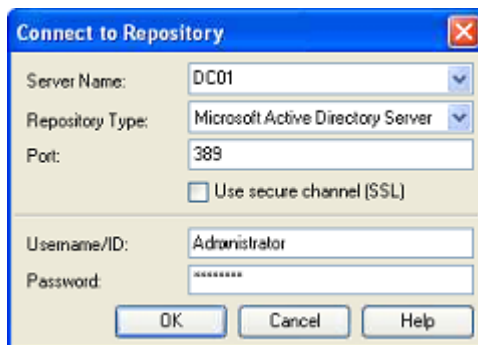 Connect to Repository
Server Name: DC01
Repository Type: Microsoft Active Directory Server
Port: 389
Use secure channel (SSL)
Username/ID: Administrator
Password: ********
OK Cancel Help